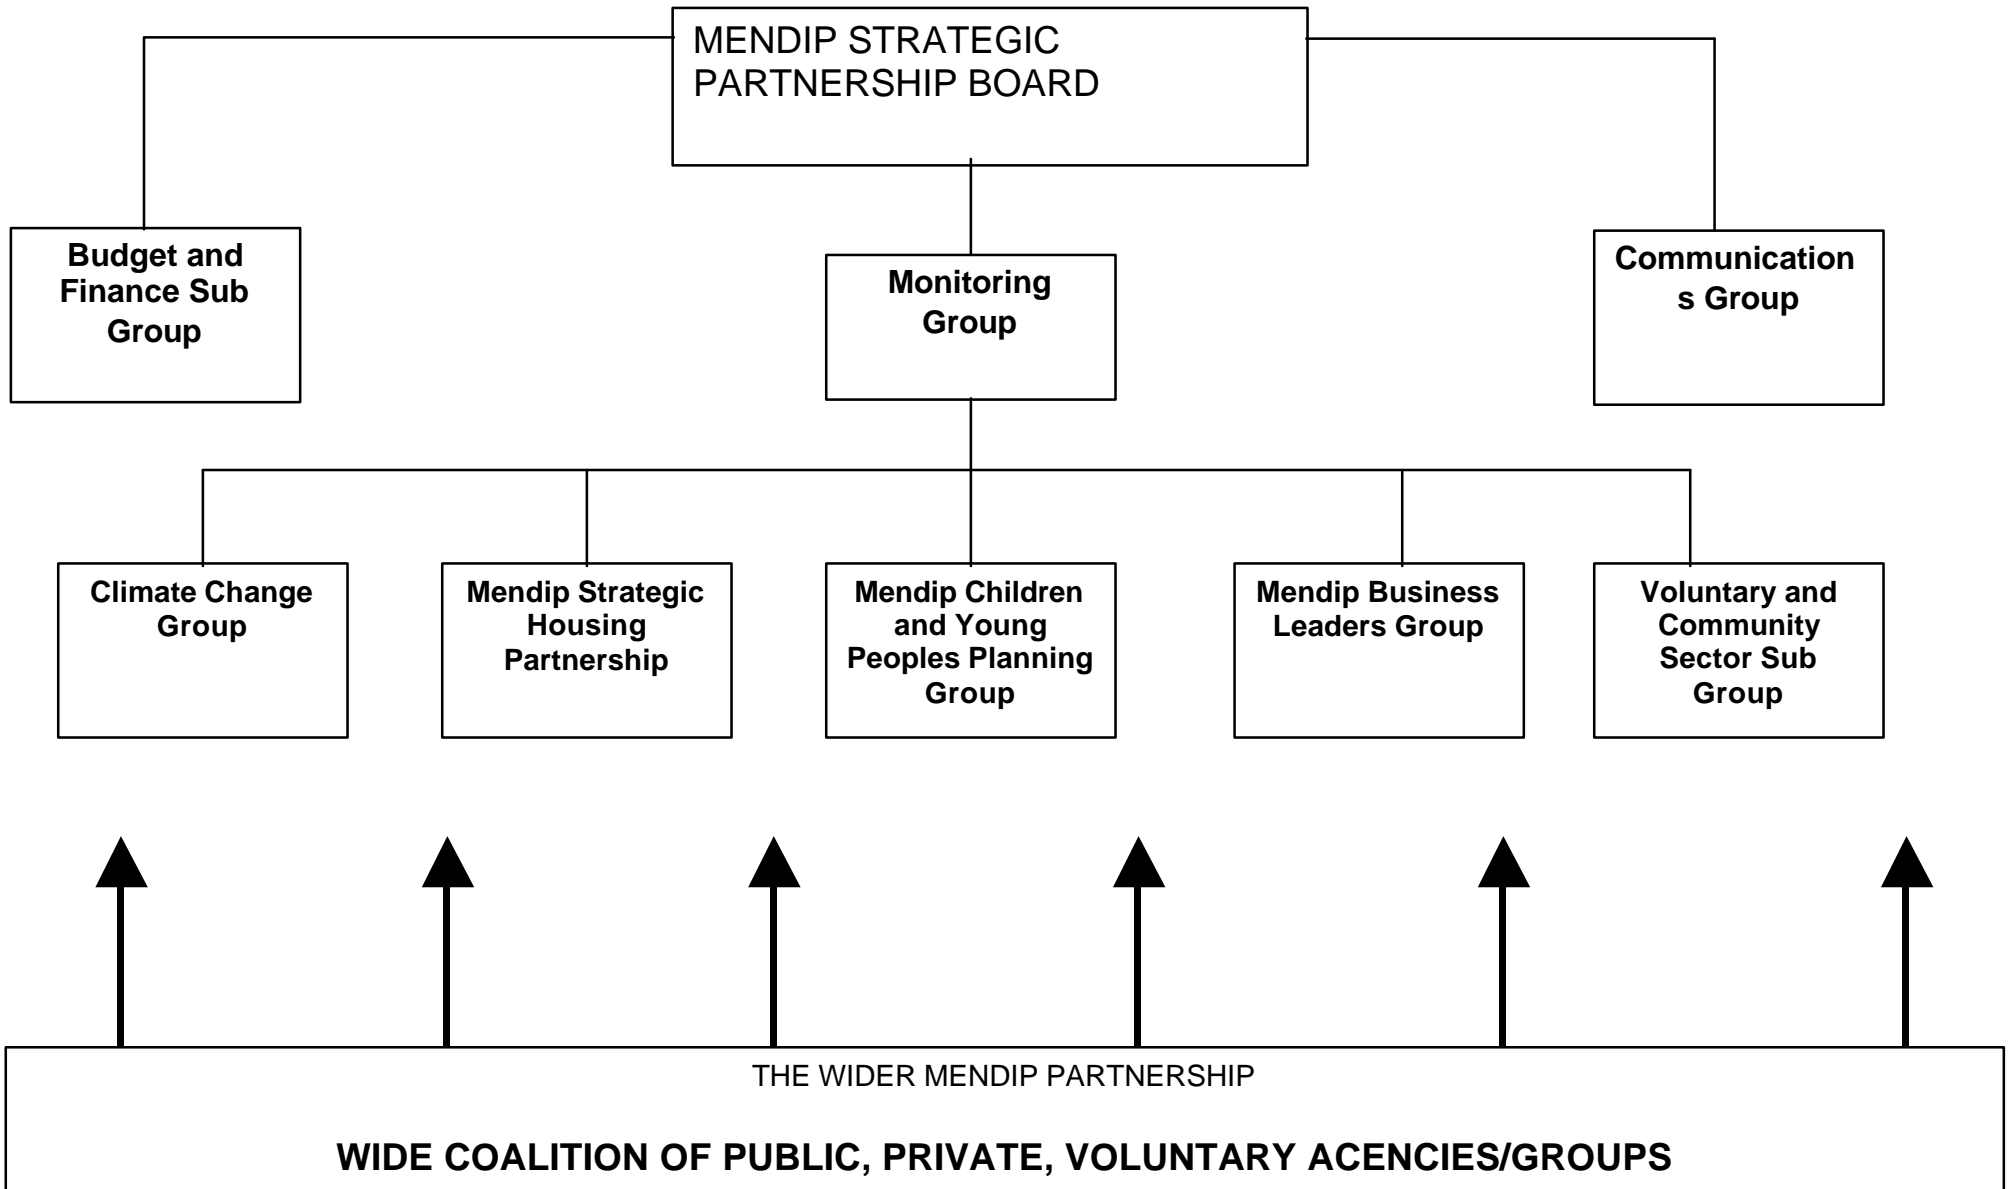 MENDIP STRATEGIC
PARTNERSHIP BOARD
Budget and
Finance Sub
Group
Monitoring
Group
Communication
s Group
Climate Change
Group
Mendip Strategic
Housing
Partnership
Mendip Children
and Young
Peoples Planning
Group
Mendip Business
Leaders Group
Voluntary and
Community
Sector Sub
Group
THE WIDER MENDIP PARTNERSHIP
WIDE COALITION OF PUBLIC, PRIVATE, VOLUNTARY ACENCIES/GROUPS